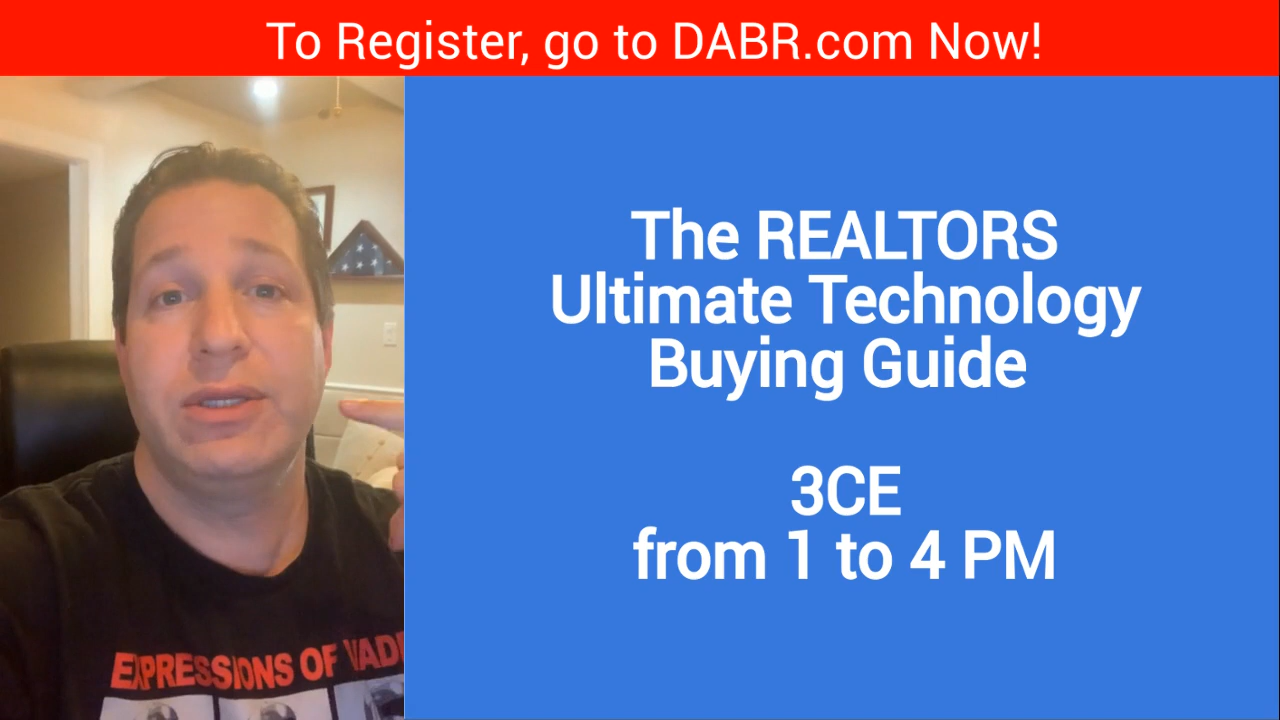 To Register, go to DABR.com Now!
The REALTORS
Ultimate Technology
Buying Guide
3CE
from 1 to 4 PM
EXPRESSIONS OF VAD